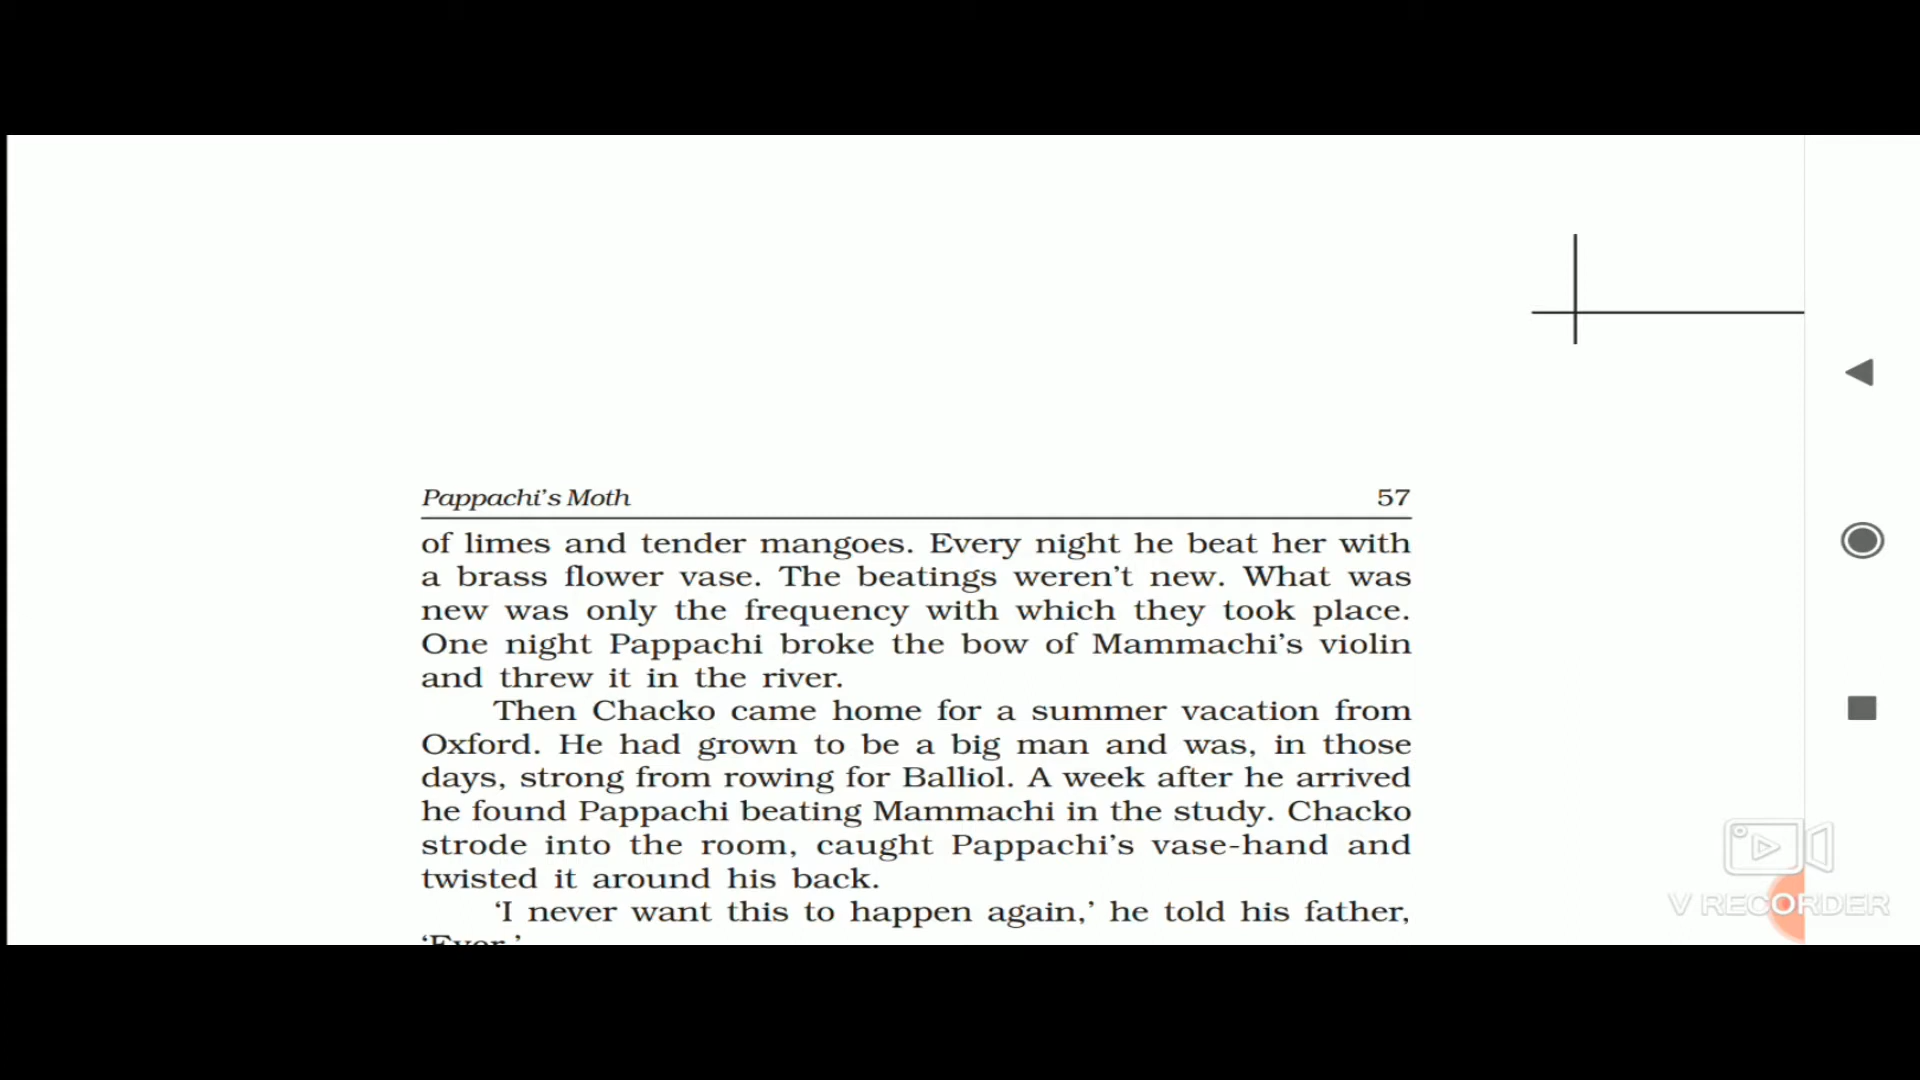 Pappachi's Moth 57
of limes and tender mangoes. Every night he beat her with
a brass flower vase. The beatings weren't new. What was
new was only the frequency with which they took place.
One night Pappachi broke the bow of Mammachi's violin
and threw it in the river.
Then Chacko came home for a summer vacation from
Oxford. He had grown to be a big man and was, in those
days, strong from rowing for Balliol. A week after he arrived
he found Pappachi beating Mammachi in the study. Chacko
strode into the room, caught Pappachi's vase-hand and
twisted it around his back.
‘I never want this to happen again,’ he told his father,
‘Ever.’
V RECORDER